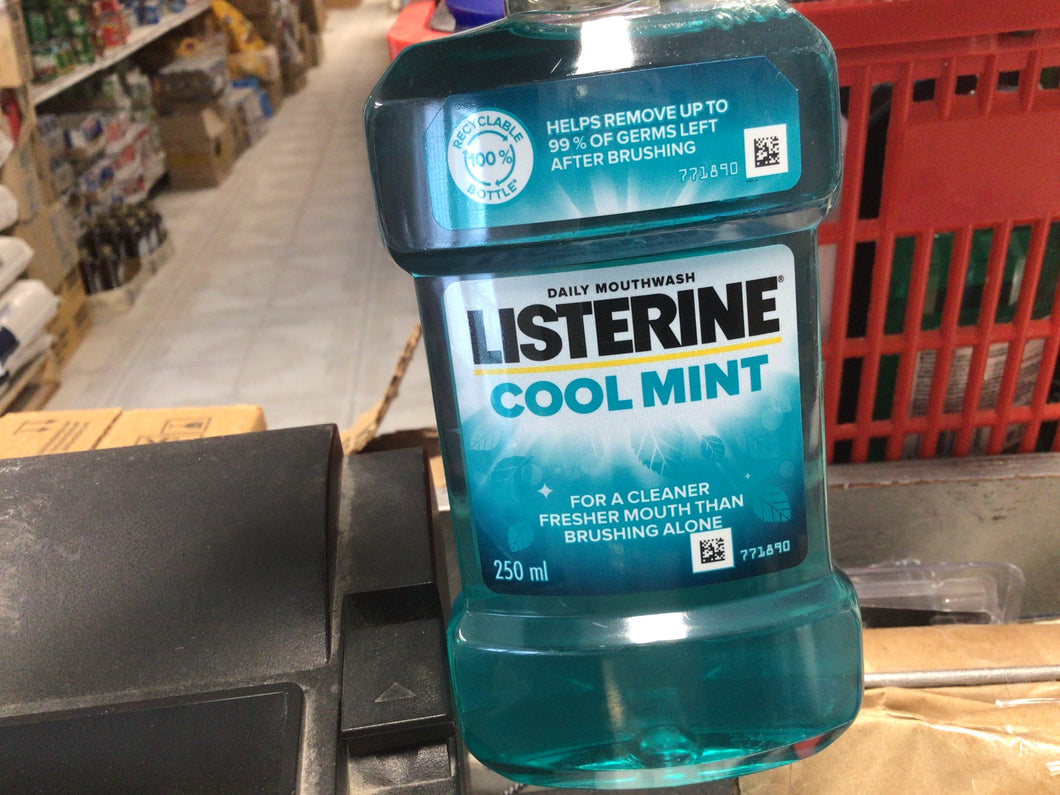 RECYCLABLE
100 %
BOTTLE*
HELPS REMOVE UP TO
99 % OF GERMS LEFT
AFTER BRUSHING
771890
DAILY MOUTHWASH
LISTERINE®
COOL MINT
FOR A CLEANER
FRESHER MOUTH THAN
BRUSHING ALONE
771890
250 ml